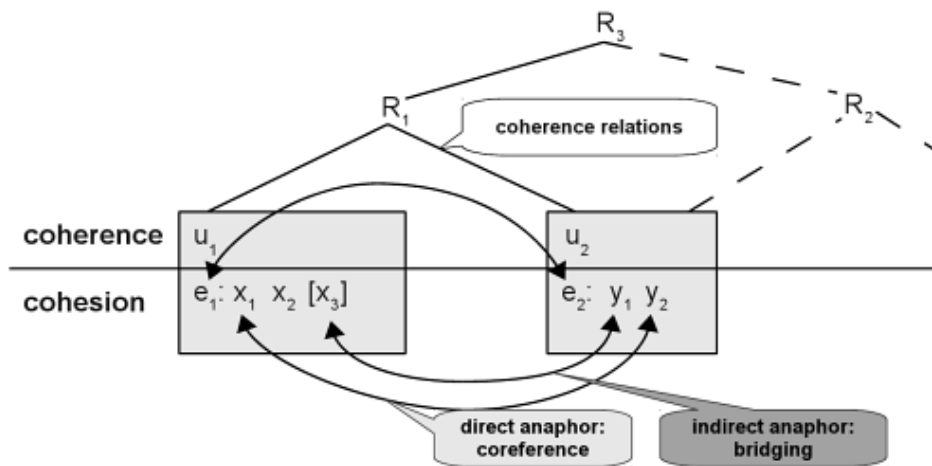 R₃
R₁
R₂
coherence relations
coherence
u₁
u₂
cohesion
e₁: x₁ x₂ [x₃]
e₂: y₁ y₂
direct anaphor:
coreference
indirect anaphor:
bridging